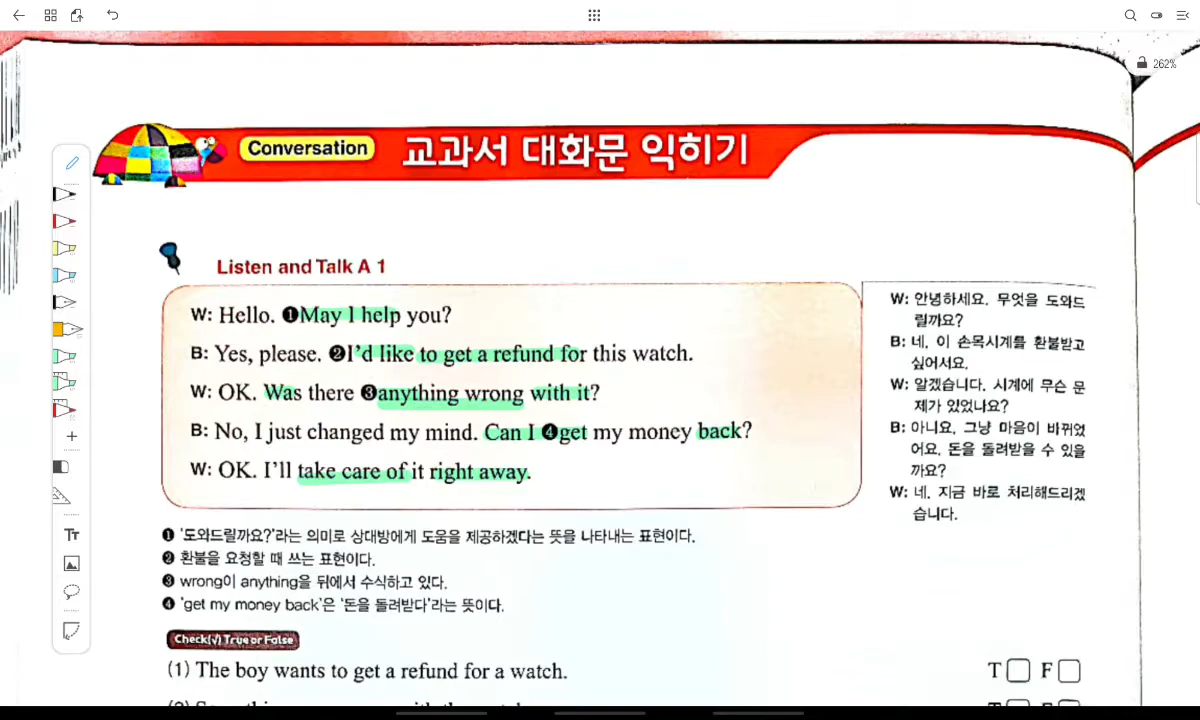 262%
Conversation 교과서 대화문 익히기
Listen and Talk A 1
W: Hello. ❶May I help you?
B: Yes, please. ❷I'd like to get a refund for this watch.
W: OK. Was there ❸anything wrong with it?
B: No, I just changed my mind. Can I ❹get my money back?
W: OK. I'll take care of it right away.
W: 안녕하세요. 무엇을 도와드
릴까요?
B: 네, 이 손목시계를 환불받고
싶어서요.
W: 알겠습니다. 시계에 무슨 문
제가 있었나요?
B: 아니요, 그냥 마음이 바뀌었
어요. 돈을 돌려받을 수 있을
까요?
W: 네. 지금 바로 처리해드리겠
습니다.
❶ '도와드릴까요?'라는 의미로 상대방에게 도움을 제공하겠다는 뜻을 나타내는 표현이다.
❷ 환불을 요청할 때 쓰는 표현이다.
❸ wrong이 anything을 뒤에서 수식하고 있다.
❹ 'get my money back'은 '돈을 돌려받다'라는 뜻이다.
Check(√) True or False
(1) The boy wants to get a refund for a watch. T F
Tт